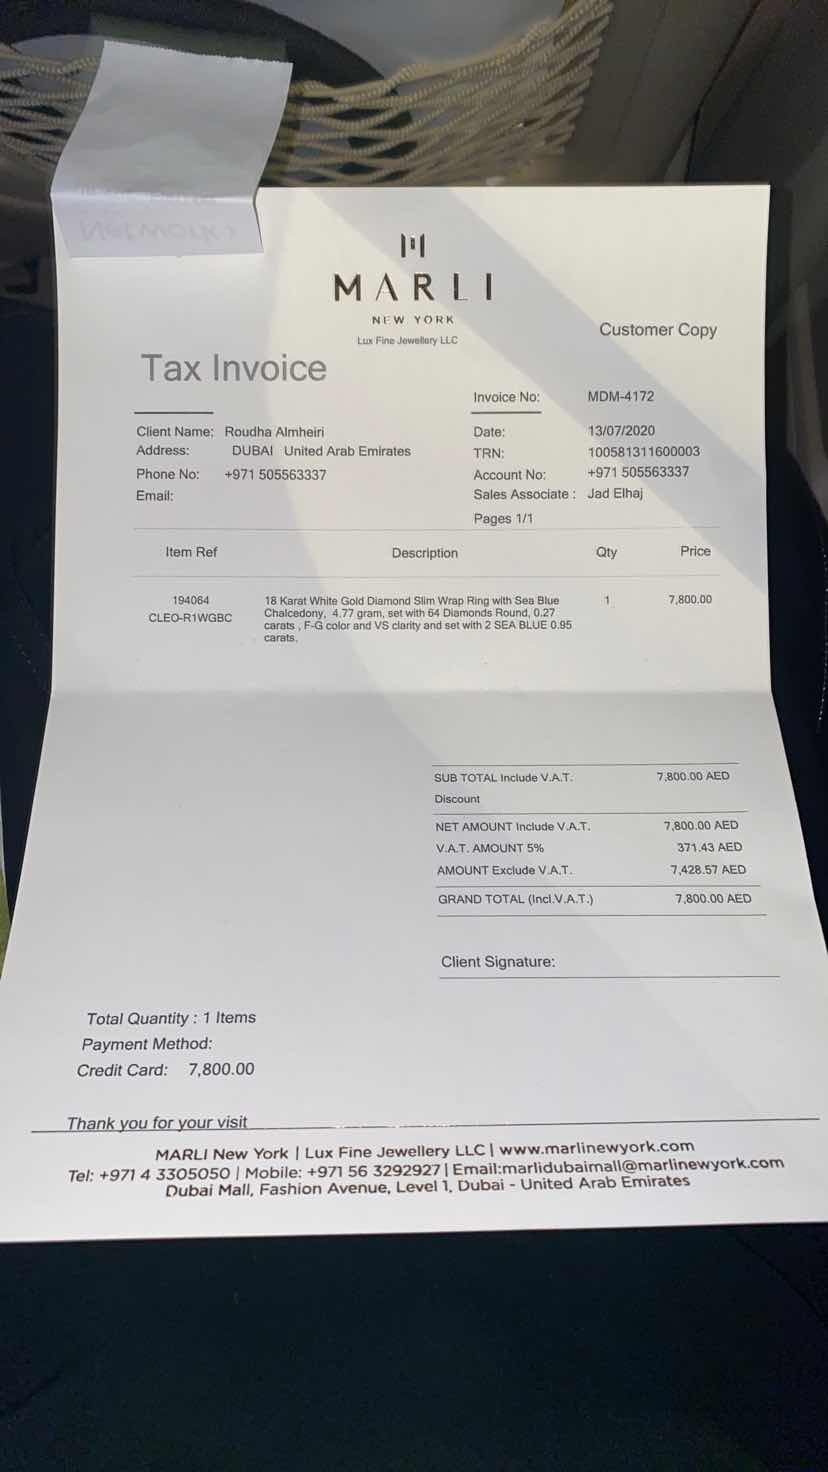 Network>
MARLI
NEW YORK
Lux Fine Jewellery LLC
Customer Copy
Tax Invoice
Invoice No: MDM-4172
Client Name: Roudha Almheiri
Date: 13/07/2020
Address: DUBAI United Arab Emirates
TRN: 100581311600003
Phone No: +971 505563337
Account No: +971 505563337
Email:
Sales Associate : Jad Elhaj
Pages 1/1
Item Ref Description Qty Price
194064 18 Karat White Gold Diamond Slim Wrap Ring with Sea Blue 1 7,800.00
CLEO-R1WGBC Chalcedony, 4.77 gram, set with 64 Diamonds Round, 0.27
carats , F-G color and VS clarity and set with 2 SEA BLUE 0.95
carats.
SUB TOTAL Include V.A.T. 7,800.00 AED
Discount
NET AMOUNT Include V.A.T. 7,800.00 AED
V.A.T. AMOUNT 5% 371.43 AED
AMOUNT Exclude V.A.T. 7,428.57 AED
GRAND TOTAL (Incl.V.A.T.) 7,800.00 AED
Client Signature:
Total Quantity : 1 Items
Payment Method:
Credit Card: 7,800.00
Thank you for your visit
MARLI New York | Lux Fine Jewellery LLC | www.marlinewyork.com
Tel: +971 4 3305050 | Mobile: +971 56 3292927 | Email:marlidubaimall@marlinewyork.com
Dubai Mall, Fashion Avenue, Level 1, Dubai - United Arab Emirates